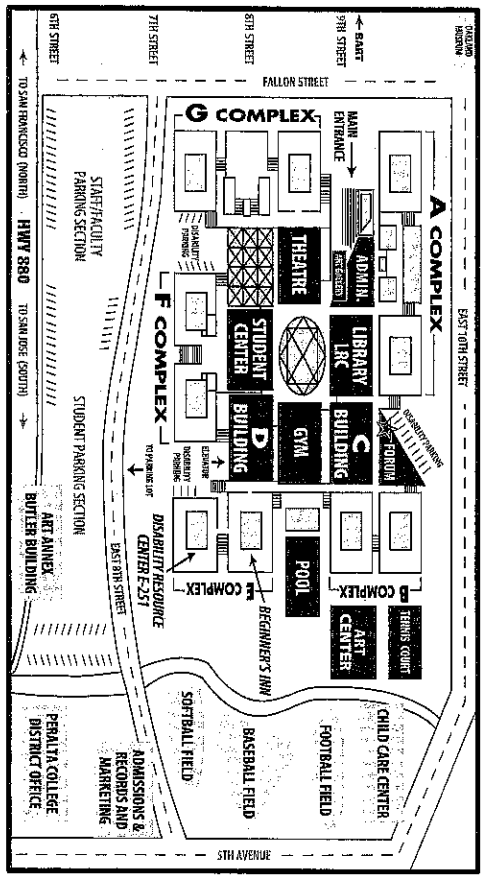 OAKLAND
MUSEUM
BART
9TH STREET
8TH STREET
7TH STREET
6TH STREET
FALLON STREET
EAST 10TH STREET
A COMPLEX
MAIN
ENTRANCE
G COMPLEX
ADMIN.
ART GALLERY
THEATRE
DISABILITY
PARKING
LIBRARY
LRC
STUDENT
CENTER
F COMPLEX
DISABILITY PARKING
FORUM
C
BUILDING
GYM
D
BUILDING
ELEVATOR
DISABILITY
PARKING
TO PARKING LOT
B COMPLEX
E COMPLEX
POOL
TENNIS COURT
ART
CENTER
BEGINNER'S INN
DISABILITY RESOURCE
CENTER E-251
STAFF/FACULTY
PARKING SECTION
STUDENT PARKING SECTION
EAST 8TH STREET
TO SAN FRANCISCO (NORTH)
HWY 880
TO SAN JOSE (SOUTH)
ART ANNEX
BUTLER BUILDING
CHILD CARE CENTER
FOOTBALL FIELD
BASEBALL FIELD
SOFTBALL FIELD
ADMISSIONS &
RECORDS AND
MARKETING
PERALTA COLLEGE
DISTRICT OFFICE
5TH AVENUE